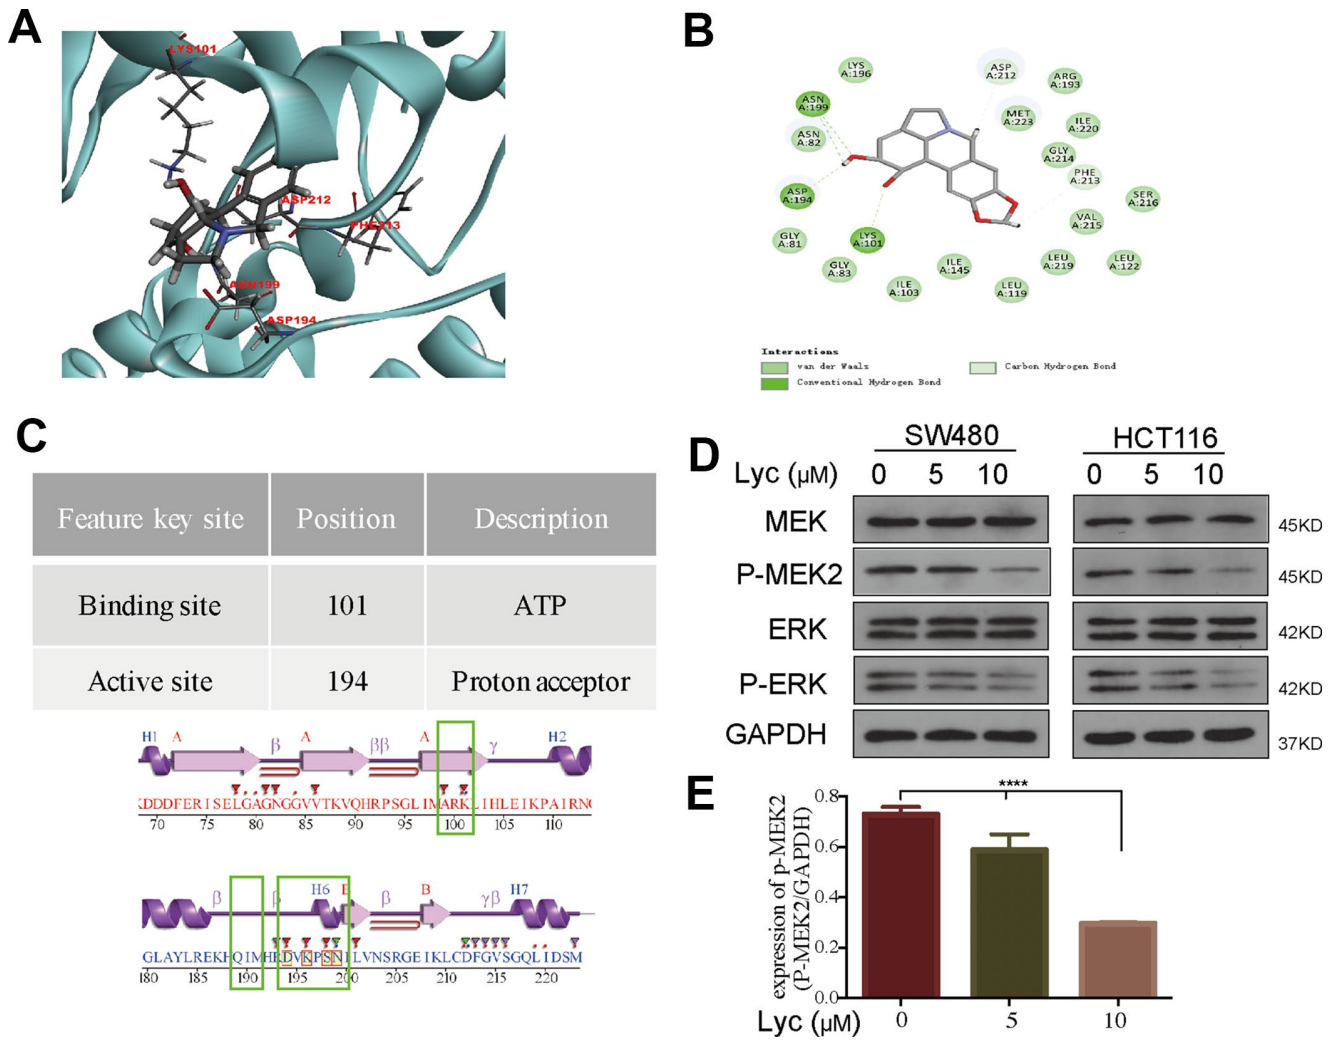 A
LYS101
ASP212
PHE213
ASN199
ASP194
B
LYS
A:196
ASP
A:212
ARG
A:193
ASN
A:199
MET
A:223
ILE
A:220
ASN
A:82
GLY
A:214
PHE
A:213
ASP
A:194
SER
A:216
VAL
A:215
GLY
A:81
LYS
A:101
GLY
A:83
ILE
A:145
LEU
A:219
LEU
A:122
ILE
A:103
LEU
A:119
Interactions
van der Waals
Conventional Hydrogen Bond
Carbon Hydrogen Bond
C
Feature key site Position Description
Binding site 101 ATP
Active site 194 Proton acceptor
H1 A β A ββ A γ H2
KDDDFERISELGAGNGGVVTKVQHRPSGLIMARKLIHLEIKPAIRNQ
70 75 80 85 90 95 100 105 110
β β H6 B β B γβ H7
GLAYLREKHQIMHRDVKPSNILVNSRGEIKLCDFGVSGQLIDSM
180 185 190 195 200 205 210 215 220
D
SW480 HCT116
Lyc (μM) 0 5 10 0 5 10
MEK 45KD
P-MEK2 45KD
ERK 42KD
P-ERK 42KD
GAPDH 37KD
E
expression of p-MEK2
(P-MEK2/GAPDH)
0.8
0.6
0.4
0.2
0.0
****
Lyc (μM) 0 5 10